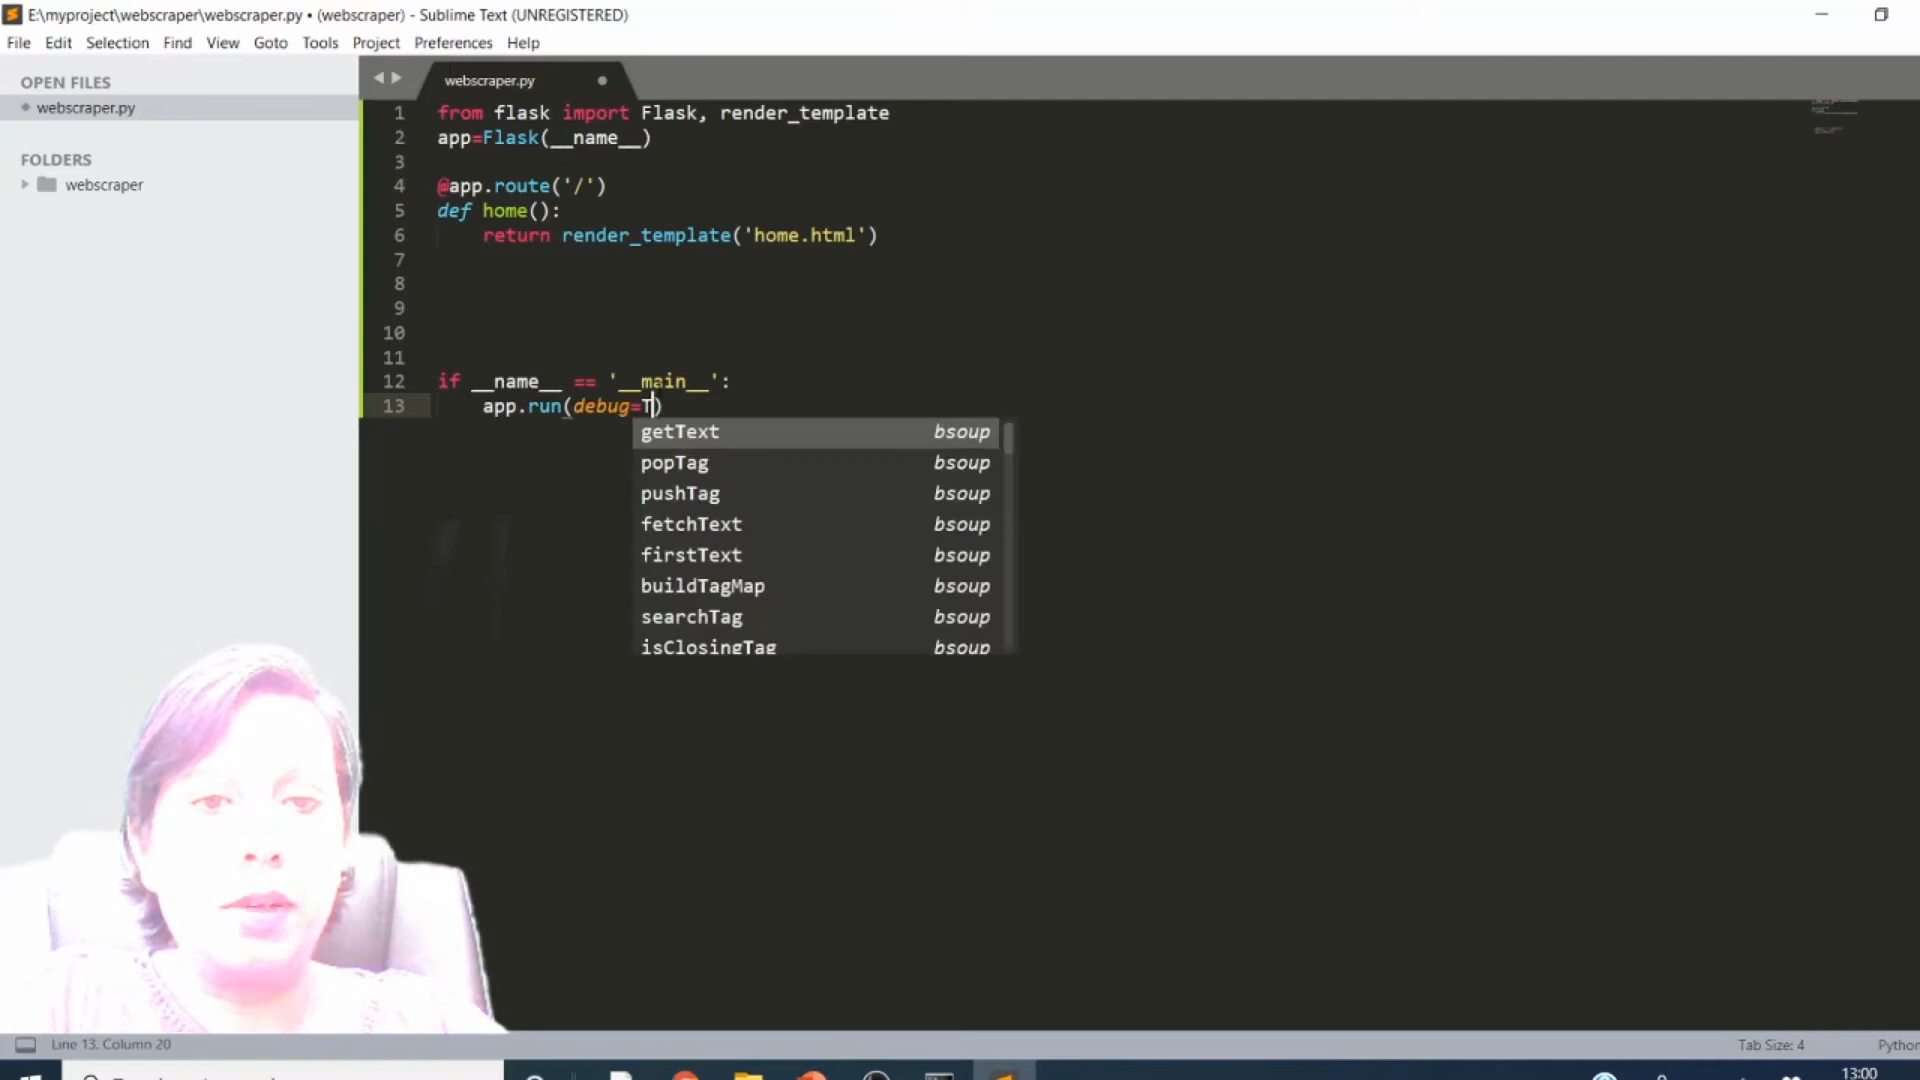 E:\myproject\webscraper\webscraper.py • (webscraper) - Sublime Text (UNREGISTERED)
File Edit Selection Find View Goto Tools Project Preferences Help
OPEN FILES
webscraper.py
FOLDERS
webscraper
webscraper.py
1 from flask import Flask, render_template
2 app=Flask(__name__)
3
4 @app.route('/')
5 def home():
6 return render_template('home.html')
7
8
9
10
11
12 if __name__ == '__main__':
13 app.run(debug=T)
getText bsoup
popTag bsoup
pushTag bsoup
fetchText bsoup
firstText bsoup
buildTagMap bsoup
searchTag bsoup
isClosingTag bsoup
Line 13, Column 20
Tab Size: 4
Python
13:00